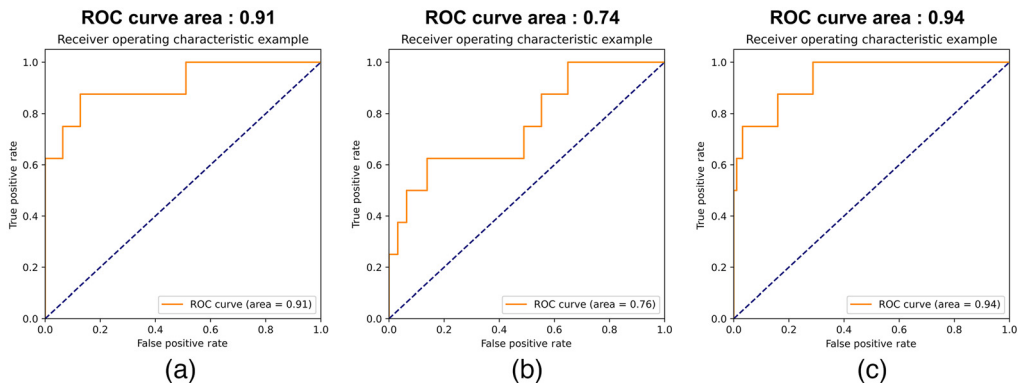 ROC curve area : 0.91
Receiver operating characteristic example
True positive rate
1.0
0.8
0.6
0.4
0.2
0.0
ROC curve (area = 0.91)
0.0 0.2 0.4 0.6 0.8 1.0
False positive rate
(a)
ROC curve area : 0.74
Receiver operating characteristic example
True positive rate
1.0
0.8
0.6
0.4
0.2
0.0
ROC curve (area = 0.76)
0.0 0.2 0.4 0.6 0.8 1.0
False positive rate
(b)
ROC curve area : 0.94
Receiver operating characteristic example
True positive rate
1.0
0.8
0.6
0.4
0.2
0.0
ROC curve (area = 0.94)
0.0 0.2 0.4 0.6 0.8 1.0
False positive rate
(c)